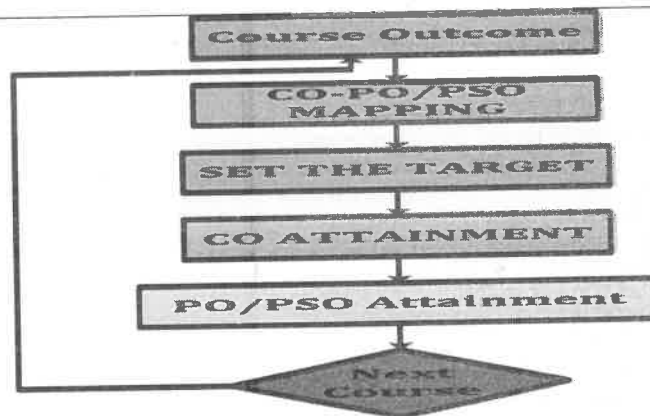 Course Outcome
CO-PO/PSO
MAPPING
SET THE TARGET
CO ATTAINMENT
PO/PSO Attainment
Next
Course